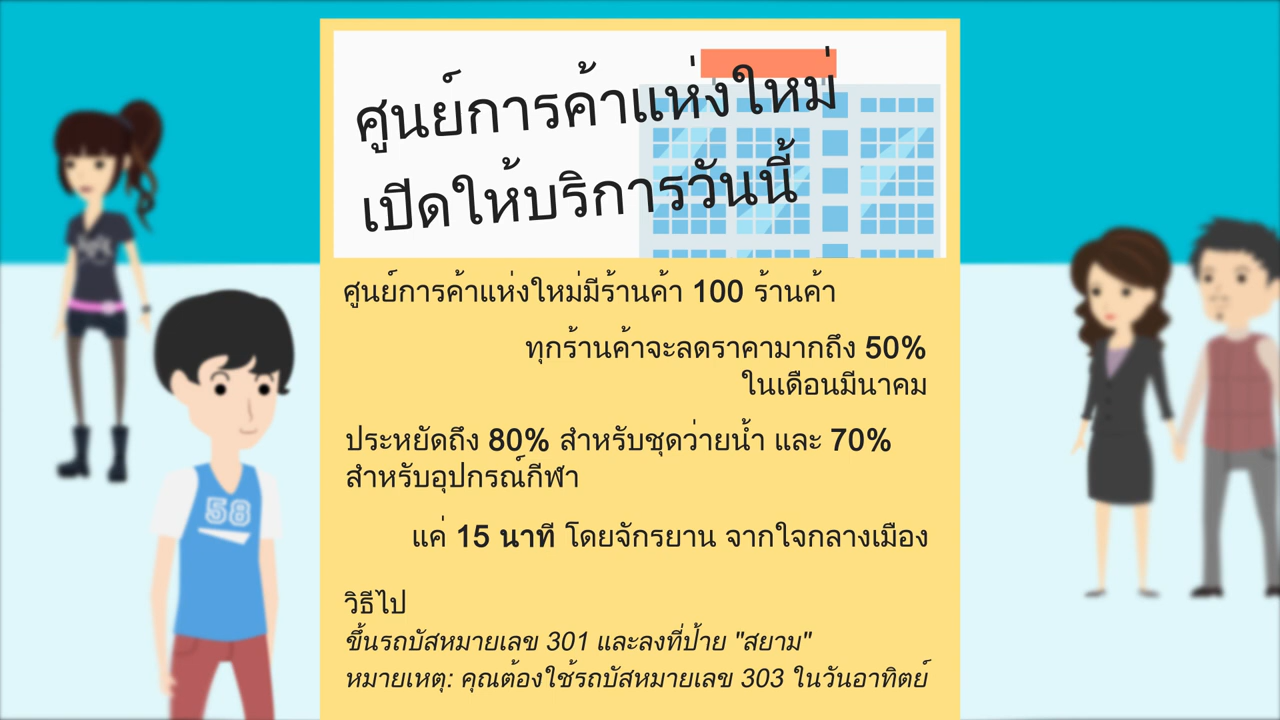 ศูนย์การค้าแห่งใหม่
เปิดให้บริการวันนี้
ศูนย์การค้าแห่งใหม่มีร้านค้า 100 ร้านค้า
ทุกร้านค้าจะลดราคามากถึง 50%
ในเดือนมีนาคม
ประหยัดถึง 80% สำหรับชุดว่ายน้ำ และ 70%
สำหรับอุปกรณ์กีฬา
แค่ 15 นาที โดยจักรยาน จากใจกลางเมือง
วิธีไป
ขึ้นรถบัสหมายเลข 301 และลงที่ป้าย "สยาม"
หมายเหตุ: คุณต้องใช้รถบัสหมายเลข 303 ในวันอาทิตย์
58